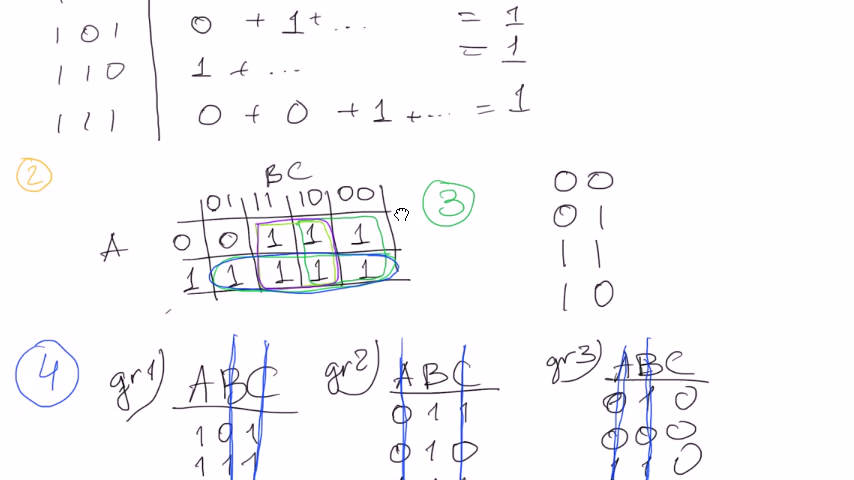 1 0 1 | 0 + 1 + ... = 1
1 1 0 | 1 + ... = 1
1 1 1 | 0 + 0 + 1 + ... = 1
2
BC
01 11 10 00
3
A
0 0 1 1 1
1 1 1 1 1
0 0
0 1
1 1
1 0
4
gr1)
A B C
1 0 1
1 1 1
gr2)
A B C
0 1 1
0 1 0
gr3)
A B C
0 1 0
0 0 0
1 1 0